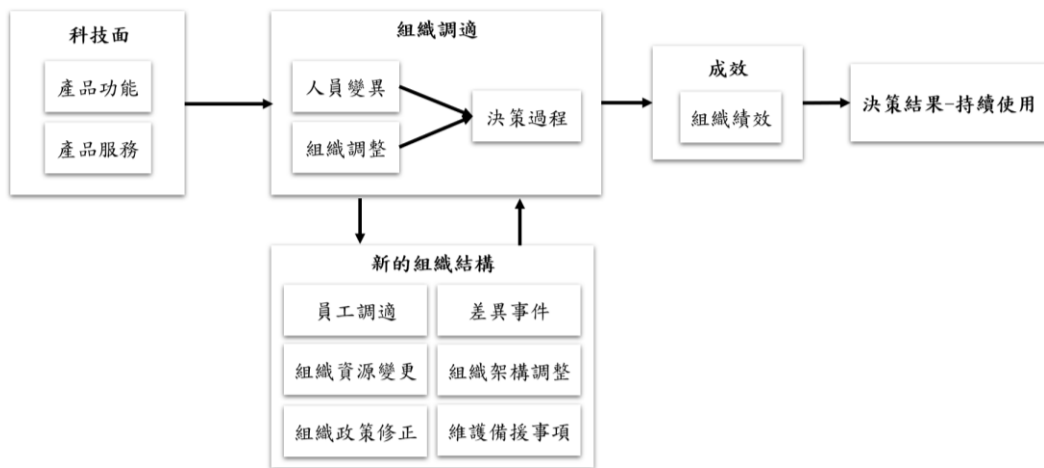 科技面
產品功能
產品服務
組織調適
人員變異
組織調整
決策過程
成效
組織績效
決策結果-持續使用
新的組織結構
員工調適
差異事件
組織資源變更
組織架構調整
組織政策修正
維護備援事項